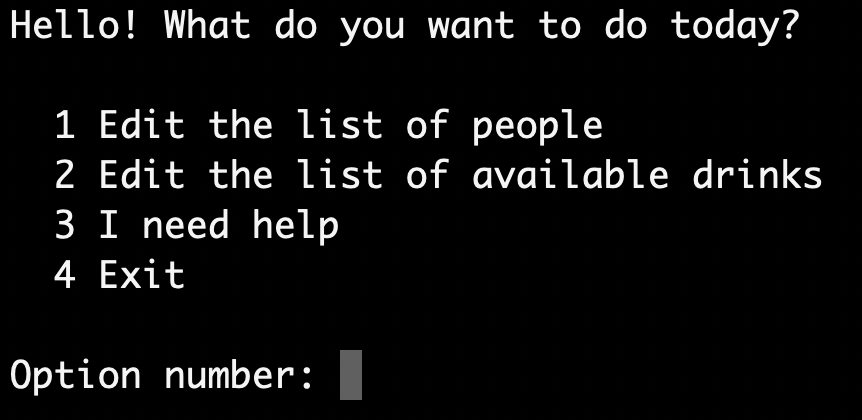 Hello! What do you want to do today?
1 Edit the list of people
2 Edit the list of available drinks
3 I need help
4 Exit
Option number: